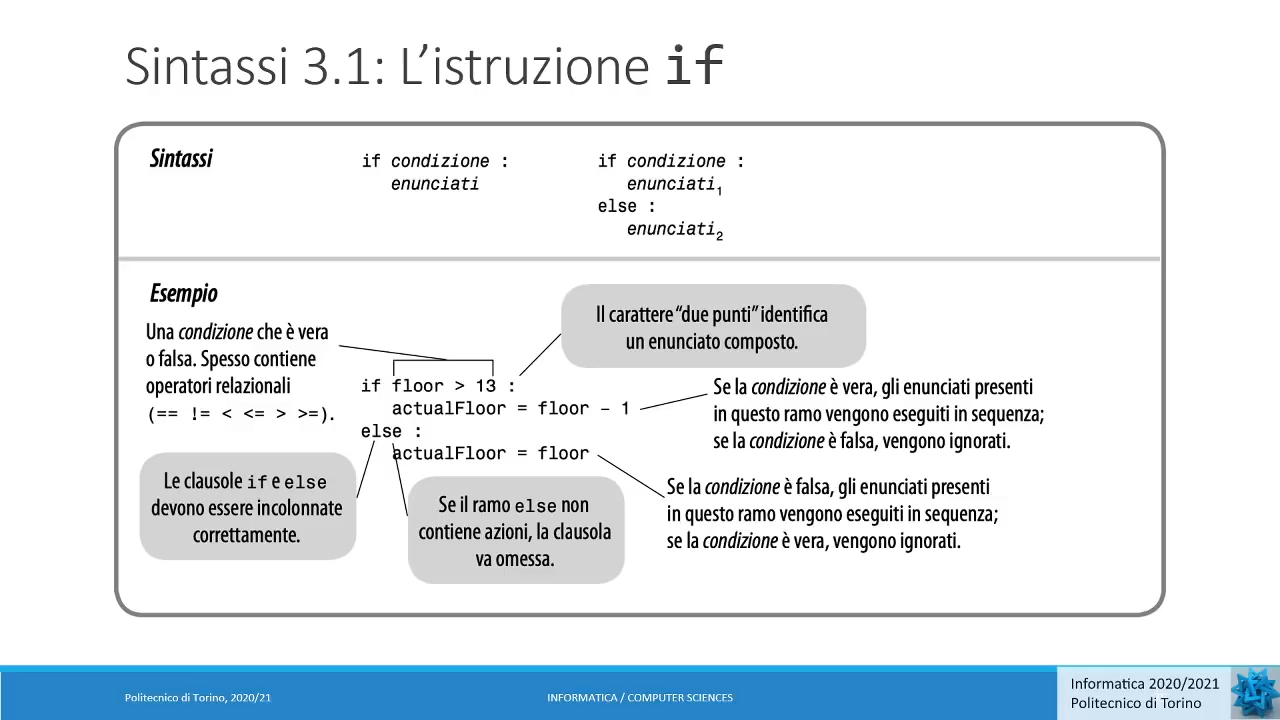 Sintassi 3.1: L’istruzione if
Sintassi
if condizione :
enunciati
if condizione :
enunciati1
else :
enunciati2
Esempio
Una condizione che è vera
o falsa. Spesso contiene
operatori relazionali
(== != < <= > >=).
Il carattere “due punti” identifica
un enunciato composto.
if floor > 13 :
actualFloor = floor - 1
else :
actualFloor = floor
Se la condizione è vera, gli enunciati presenti
in questo ramo vengono eseguiti in sequenza;
se la condizione è falsa, vengono ignorati.
Le clausole if e else
devono essere incolonnate
correttamente.
Se il ramo else non
contiene azioni, la clausola
va omessa.
Se la condizione è falsa, gli enunciati presenti
in questo ramo vengono eseguiti in sequenza;
se la condizione è vera, vengono ignorati.
Politecnico di Torino, 2020/21
INFORMATICA / COMPUTER SCIENCES
Informatica 2020/2021
Politecnico di Torino